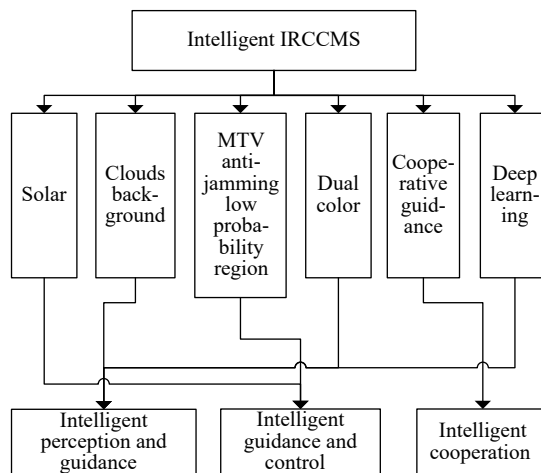 Intelligent IRCCMS
Solar
Clouds
back-
ground
MTV
anti-
jamming
low
proba-
bility
region
Dual
color
Coope-
rative
guid-
ance
Deep
learn-
ing
Intelligent
perception and
guidance
Intelligent
guidance and
control
Intelligent
cooperation